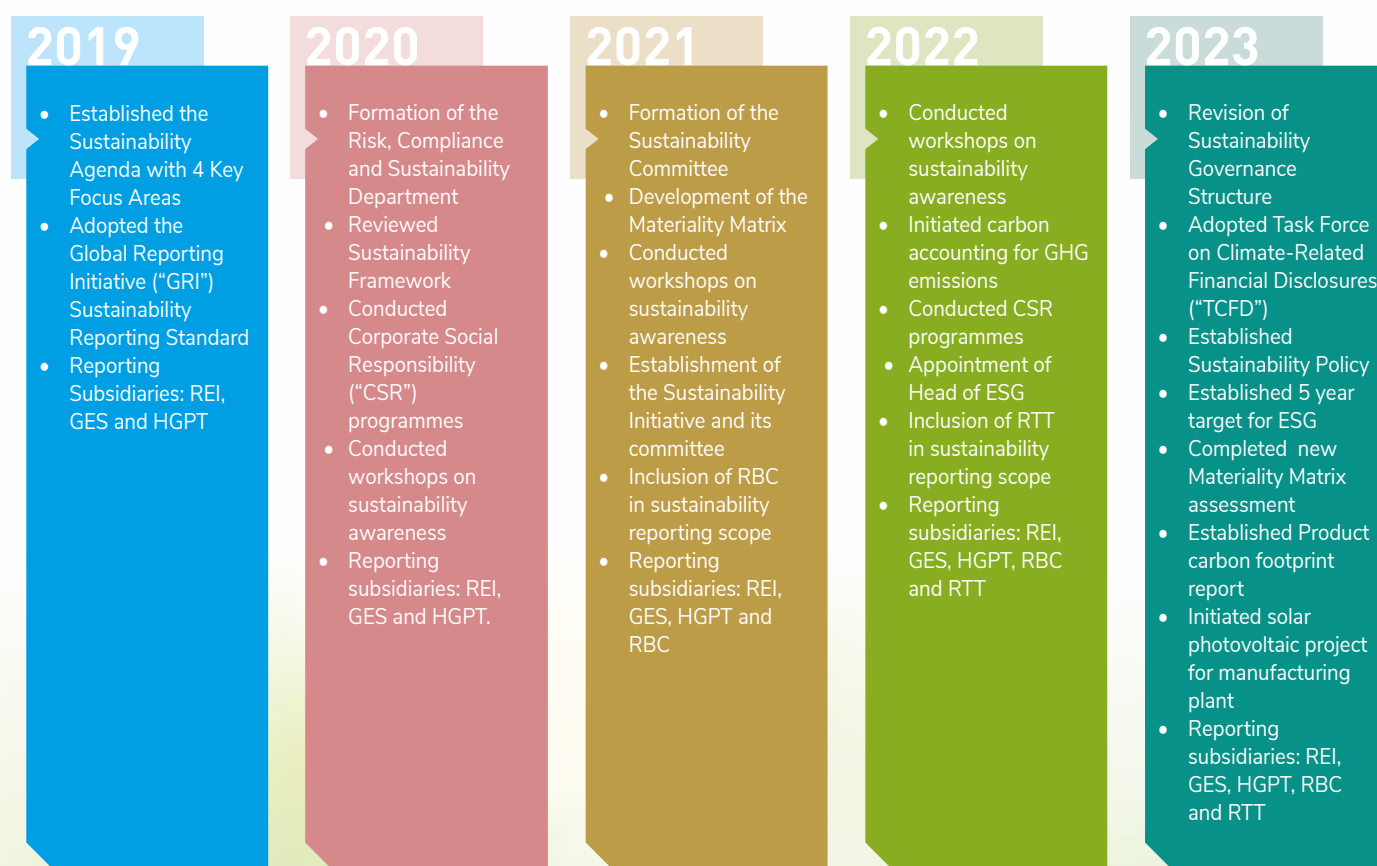 2019
• Established the
Sustainability
Agenda with 4 Key
Focus Areas
• Adopted the
Global Reporting
Initiative (“GRI”)
Sustainability
Reporting Standard
• Reporting
Subsidiaries: REI,
GES and HGPT
2020
• Formation of the
Risk, Compliance
and Sustainability
Department
• Reviewed
Sustainability
Framework
• Conducted
Corporate Social
Responsibility
(“CSR”)
programmes
• Conducted
workshops on
sustainability
awareness
• Reporting
subsidiaries: REI,
GES and HGPT.
2021
• Formation of the
Sustainability
Committee
• Development of the
Materiality Matrix
• Conducted
workshops on
sustainability
awareness
• Establishment of
the Sustainability
Initiative and its
committee
• Inclusion of RBC
in sustainability
reporting scope
• Reporting
subsidiaries: REI,
GES, HGPT and
RBC
2022
• Conducted
workshops on
sustainability
awareness
• Initiated carbon
accounting for GHG
emissions
• Conducted CSR
programmes
• Appointment of
Head of ESG
• Inclusion of RTT
in sustainability
reporting scope
• Reporting
subsidiaries: REI,
GES, HGPT, RBC
and RTT
2023
• Revision of
Sustainability
Governance
Structure
• Adopted Task Force
on Climate-Related
Financial Disclosures
(“TCFD”)
• Established
Sustainability Policy
• Established 5 year
target for ESG
• Completed  new
Materiality Matrix
assessment
• Established Product
carbon footprint
report
• Initiated solar
photovoltaic project
for manufacturing
plant
• Reporting
subsidiaries: REI,
GES, HGPT, RBC
and RTT